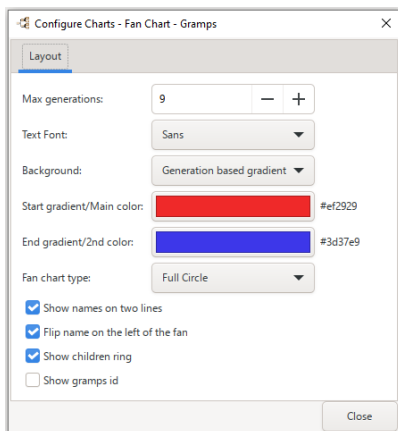 Configure Charts - Fan Chart - Gramps
Layout
Max generations: 9
Text Font: Sans
Background: Generation based gradient
Start gradient/Main color: #ef2929
End gradient/2nd color: #3d37e9
Fan chart type: Full Circle
Show names on two lines
Flip name on the left of the fan
Show children ring
Show gramps id
Close